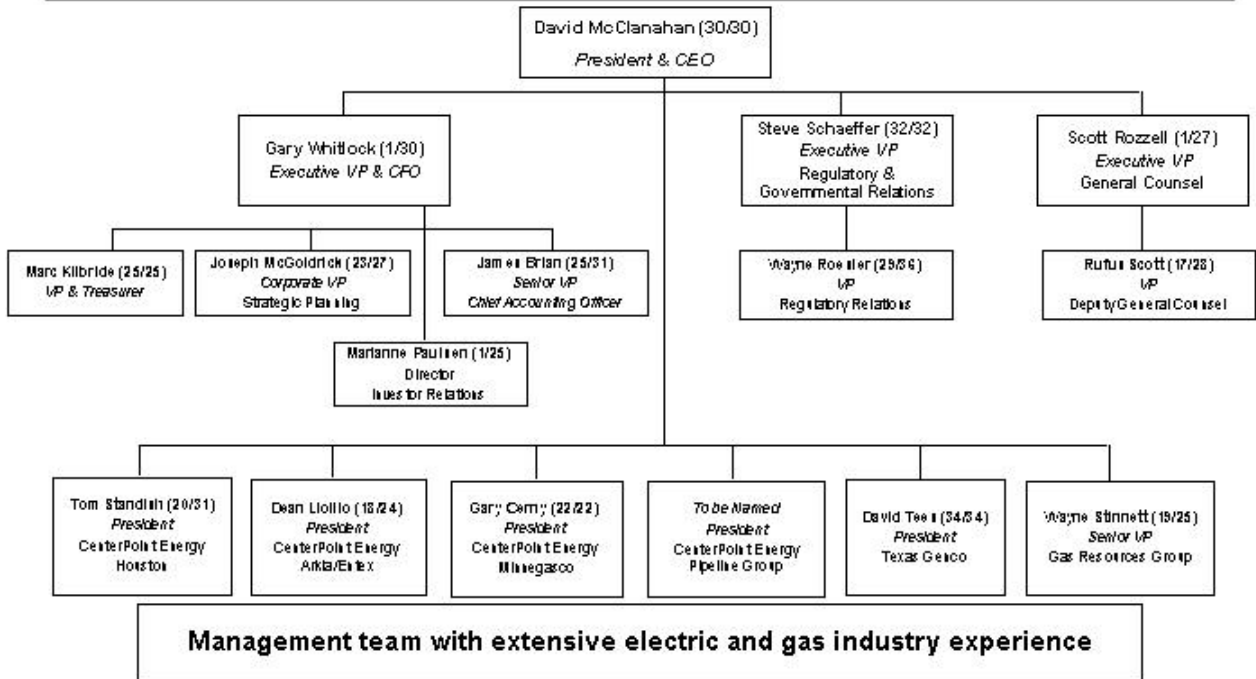 David McClanahan (30/30)
President & CEO
Gary Whitlock (1/30)
Executive VP & CFO
Steve Schaeffer (32/32)
Executive VP
Regulatory &
Governmental Relations
Scott Rozzell (1/27)
Executive VP
General Counsel
Marc Kilbride (25/25)
VP & Treasurer
Joseph McGoldrick (23/27)
Corporate VP
Strategic Planning
James Brian (25/31)
Senior VP
Chief Accounting Officer
Wayne Roehler (29/36)
VP
Regulatory Relations
Rufus Scott (17/28)
VP
Deputy General Counsel
Marianne Paulsen (1/25)
Director
Investor Relations
Tom Standish (20/31)
President
CenterPoint Energy
Houston
Dean Liollio (18/24)
President
CenterPoint Energy
Arkla/Entex
Gary Cerny (22/22)
President
CenterPoint Energy
Minnegasco
To be Named
President
CenterPoint Energy
Pipeline Group
David Tees (34/34)
President
Texas Genco
Wayne Stinnett (19/25)
Senior VP
Gas Resources Group
Management team with extensive electric and gas industry experience